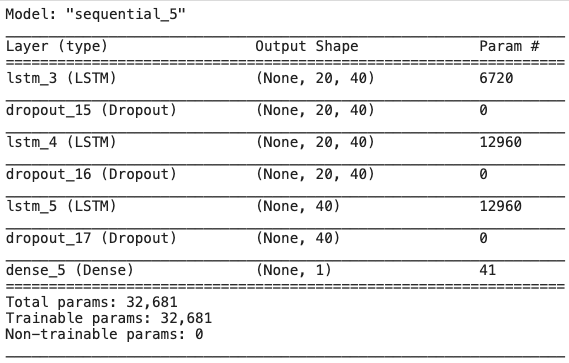 Model: "sequential_5"
Layer (type) Output Shape Param #
lstm_3 (LSTM) (None, 20, 40) 6720
dropout_15 (Dropout) (None, 20, 40) 0
lstm_4 (LSTM) (None, 20, 40) 12960
dropout_16 (Dropout) (None, 20, 40) 0
lstm_5 (LSTM) (None, 40) 12960
dropout_17 (Dropout) (None, 40) 0
dense_5 (Dense) (None, 1) 41
Total params: 32,681
Trainable params: 32,681
Non-trainable params: 0